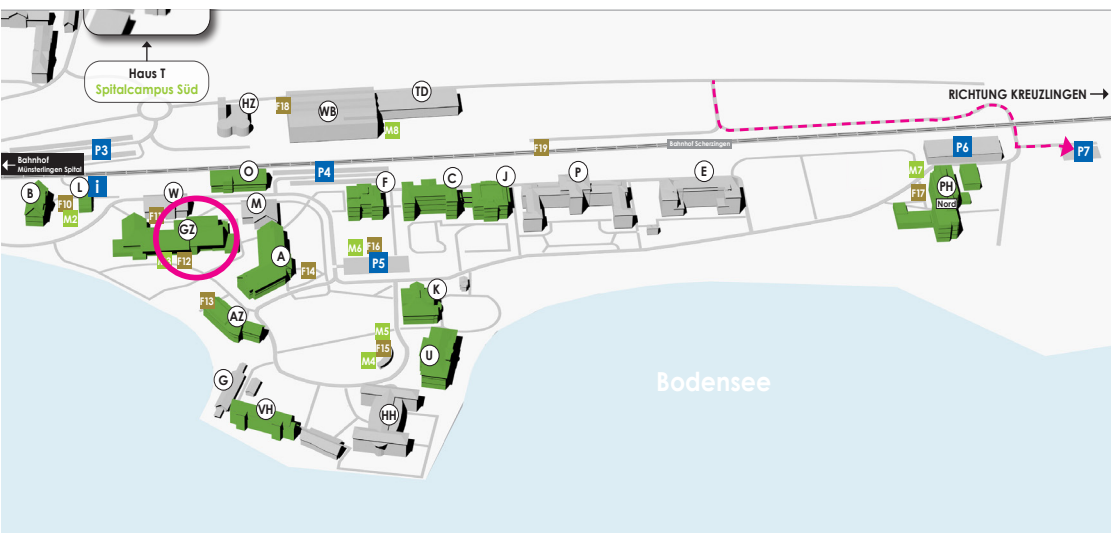 Haus T
Spitalcampus Süd
HZ
F18
WB
TD
M8
RICHTUNG KREUZLINGEN
P3
F19
Bahnhof Scherzingen
P6
P7
Bahnhof
Münsterlingen Spital
B
L
i
O
P4
F
C
J
P
E
M7
F17
PH
Nord
F10
M2
W
M
GZ
F12
A
F14
M6
F16
P5
F13
AZ
K
M5
F15
M4
U
G
VH
HH
Bodensee